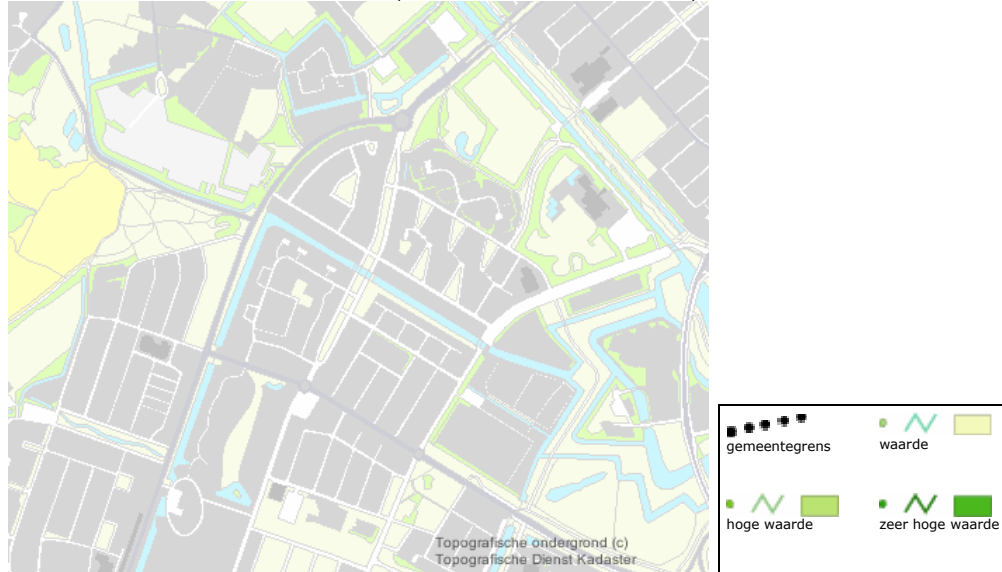 gemeentegrens
waarde
hoge waarde
zeer hoge waarde
Topografische ondergrond (c)
Topografische Dienst Kadaster